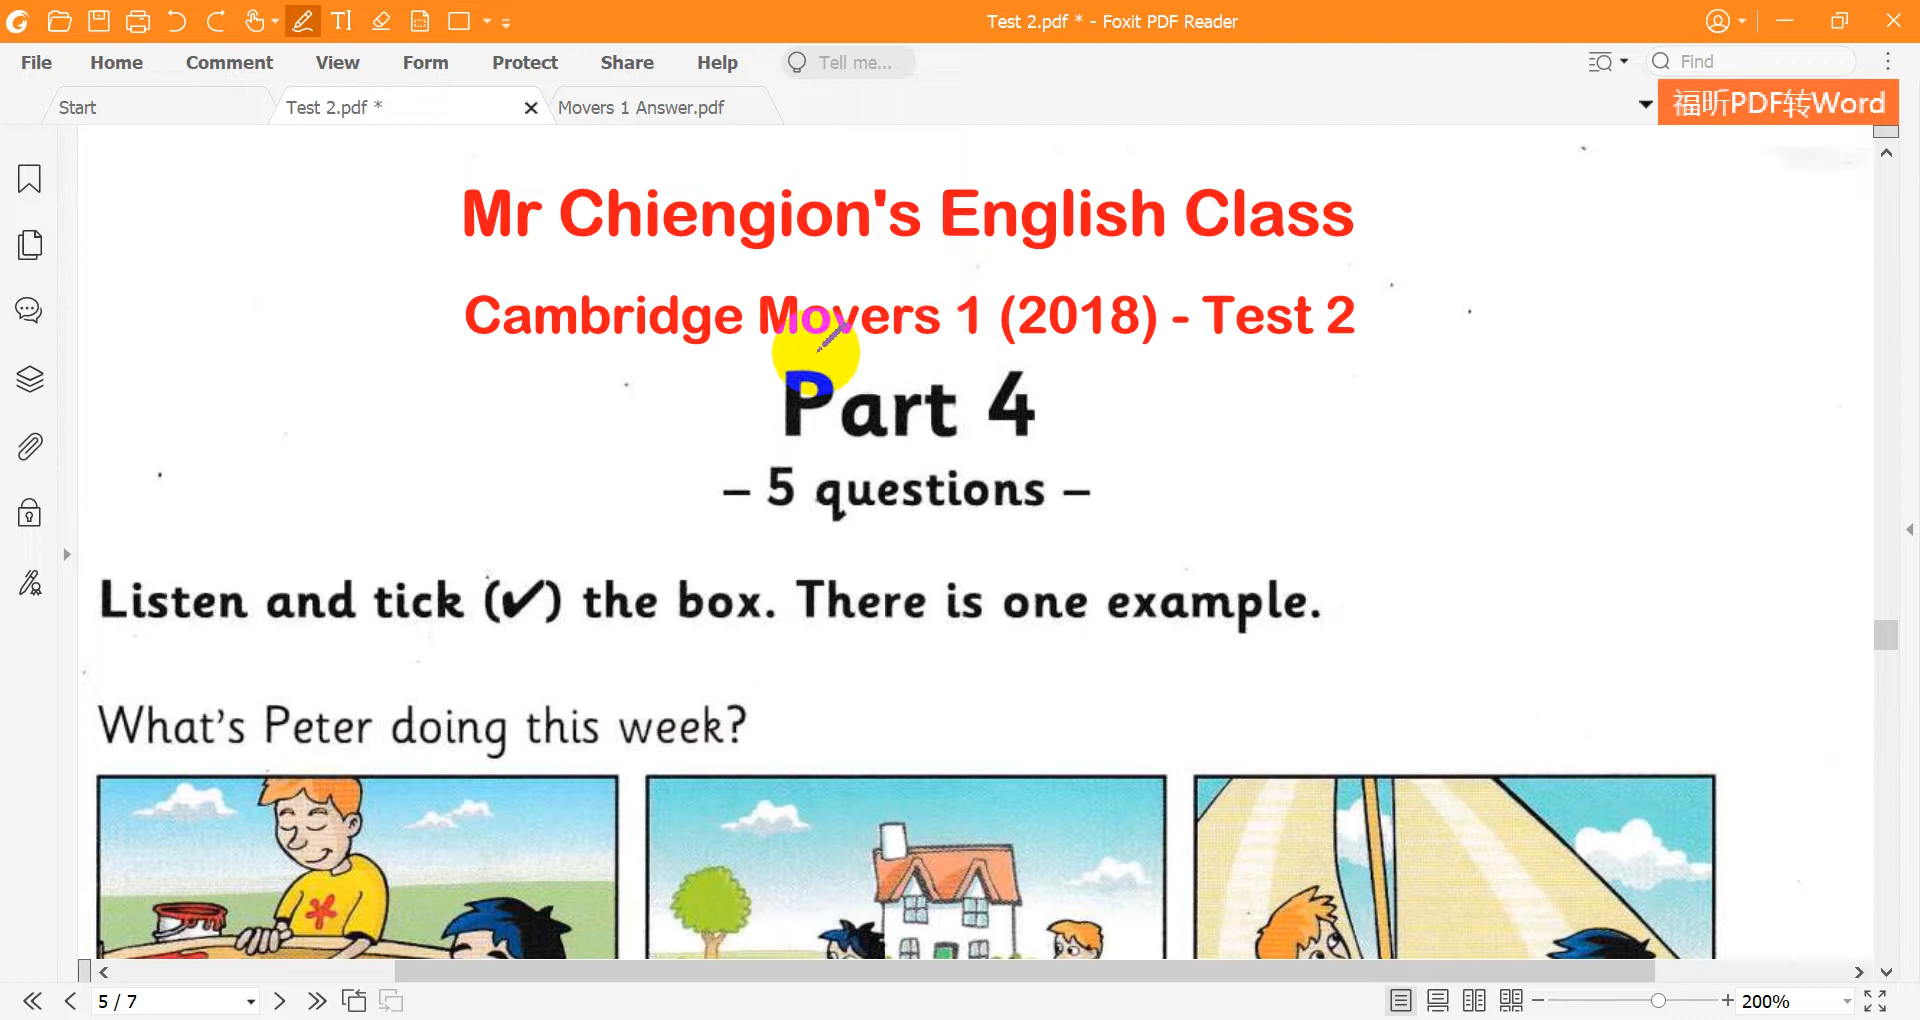 Test 2.pdf * - Foxit PDF Reader
File Home Comment View Form Protect Share Help Tell me... Find
Start Test 2.pdf * Movers 1 Answer.pdf 福昕PDF转Word
Mr Chiengion's English Class
Cambridge Movers 1 (2018) - Test 2
Part 4
– 5 questions –
Listen and tick (✔) the box. There is one example.
What's Peter doing this week?
5 / 7 200%